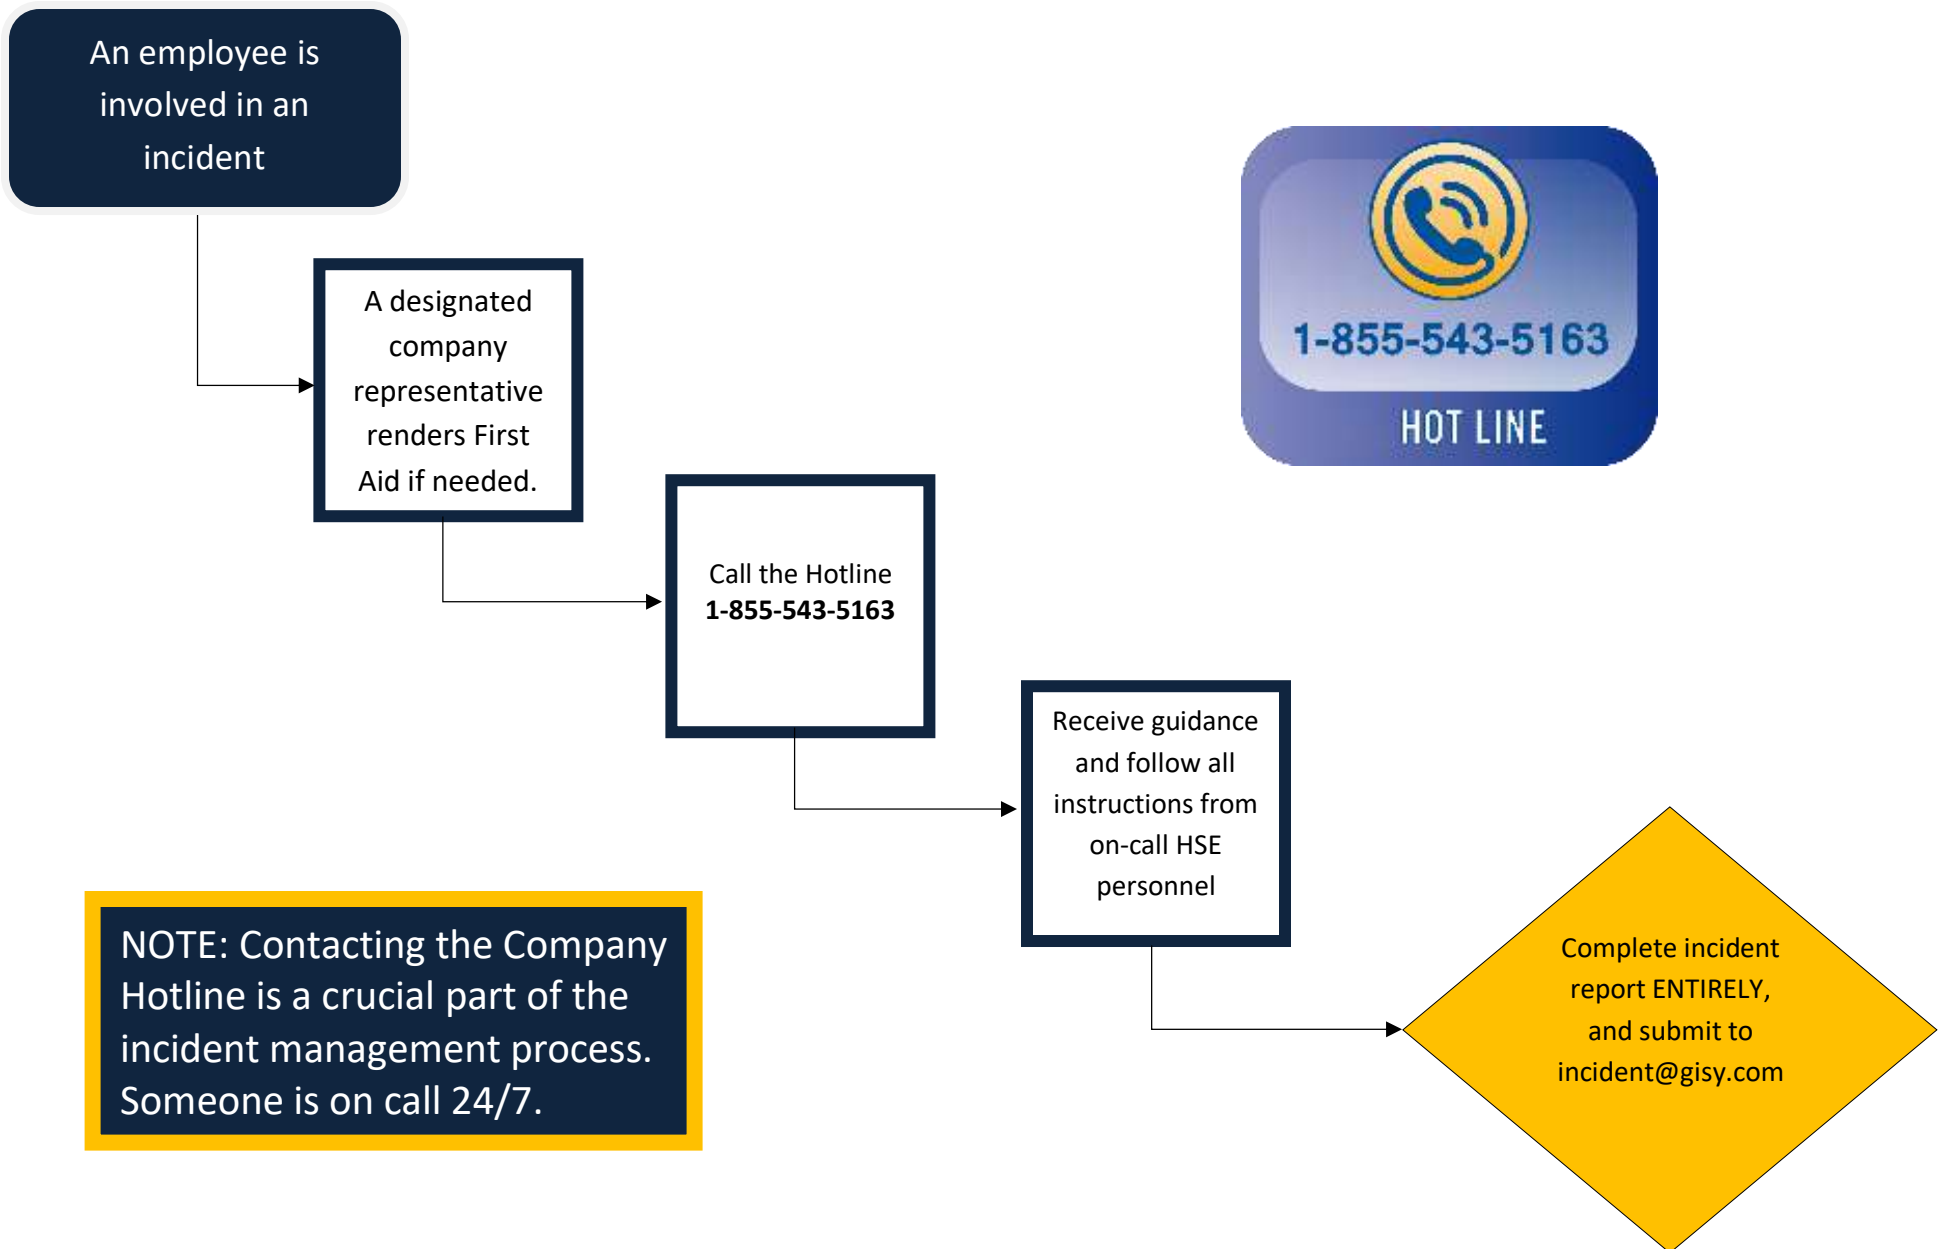 An employee is
involved in an
incident
1-855-543-5163
HOT LINE
A designated
company
representative
renders First
Aid if needed.
Call the Hotline
1-855-543-5163
Receive guidance
and follow all
instructions from
on-call HSE
personnel
Complete incident
report ENTIRELY,
and submit to
incident@gisy.com
NOTE: Contacting the Company
Hotline is a crucial part of the
incident management process.
Someone is on call 24/7.